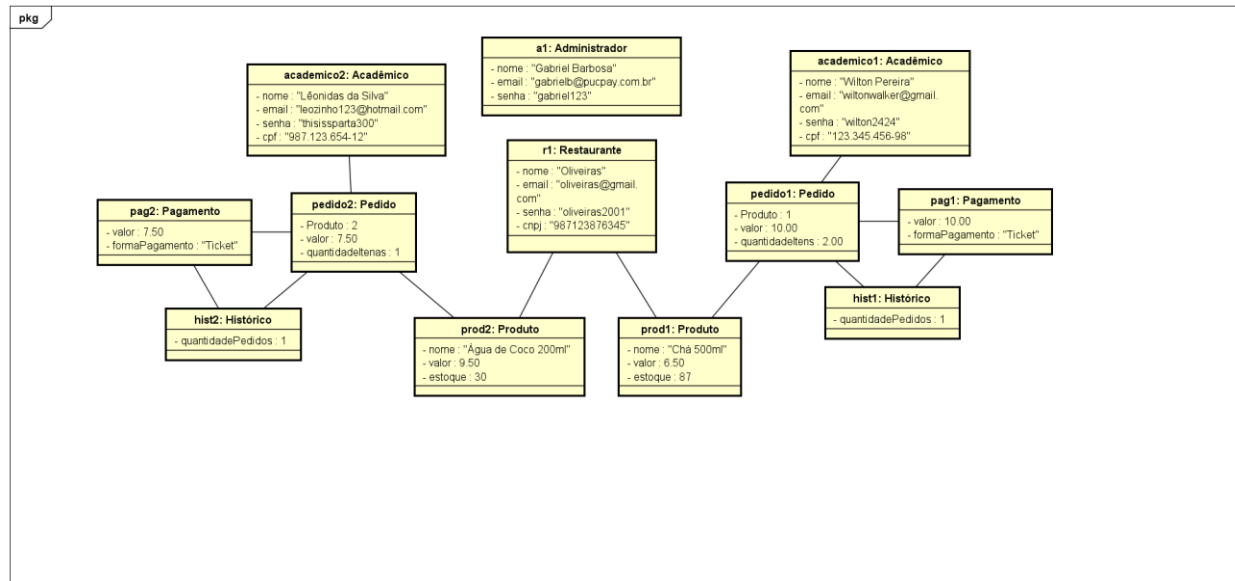 pkg
a1: Administrador
- nome : "Gabriel Barbosa"
- email : "gabrielb@pucpay.com.br"
- senha : "gabriel123"
academico2: Acadêmico
- nome : "Lêonidas da Silva"
- email : "leozinho123@hotmail.com"
- senha : "thisissparta300"
- cpf : "987.123.654-12"
academico1: Acadêmico
- nome : "Wilton Pereira"
- email : "wiltonwalker@gmail.
com"
- senha : "wilton2424"
- cpf : "123.345.456-98"
r1: Restaurante
- nome : "Oliveiras"
- email : "oliveiras@gmail.
com"
- senha : "oliveiras2001"
- cnpj : "987123876345"
pag2: Pagamento
- valor : 7.50
- formaPagamento : "Ticket"
pedido2: Pedido
- Produto : 2
- valor : 7.50
- quantidadeItenas : 1
pedido1: Pedido
- Produto : 1
- valor : 10.00
- quantidadeItens : 2.00
pag1: Pagamento
- valor : 10.00
- formaPagamento : "Ticket"
hist2: Histórico
- quantidadePedidos : 1
prod2: Produto
- nome : "Água de Coco 200ml"
- valor : 9.50
- estoque : 30
prod1: Produto
- nome : "Chá 500ml"
- valor : 6.50
- estoque : 87
hist1: Histórico
- quantidadePedidos : 1